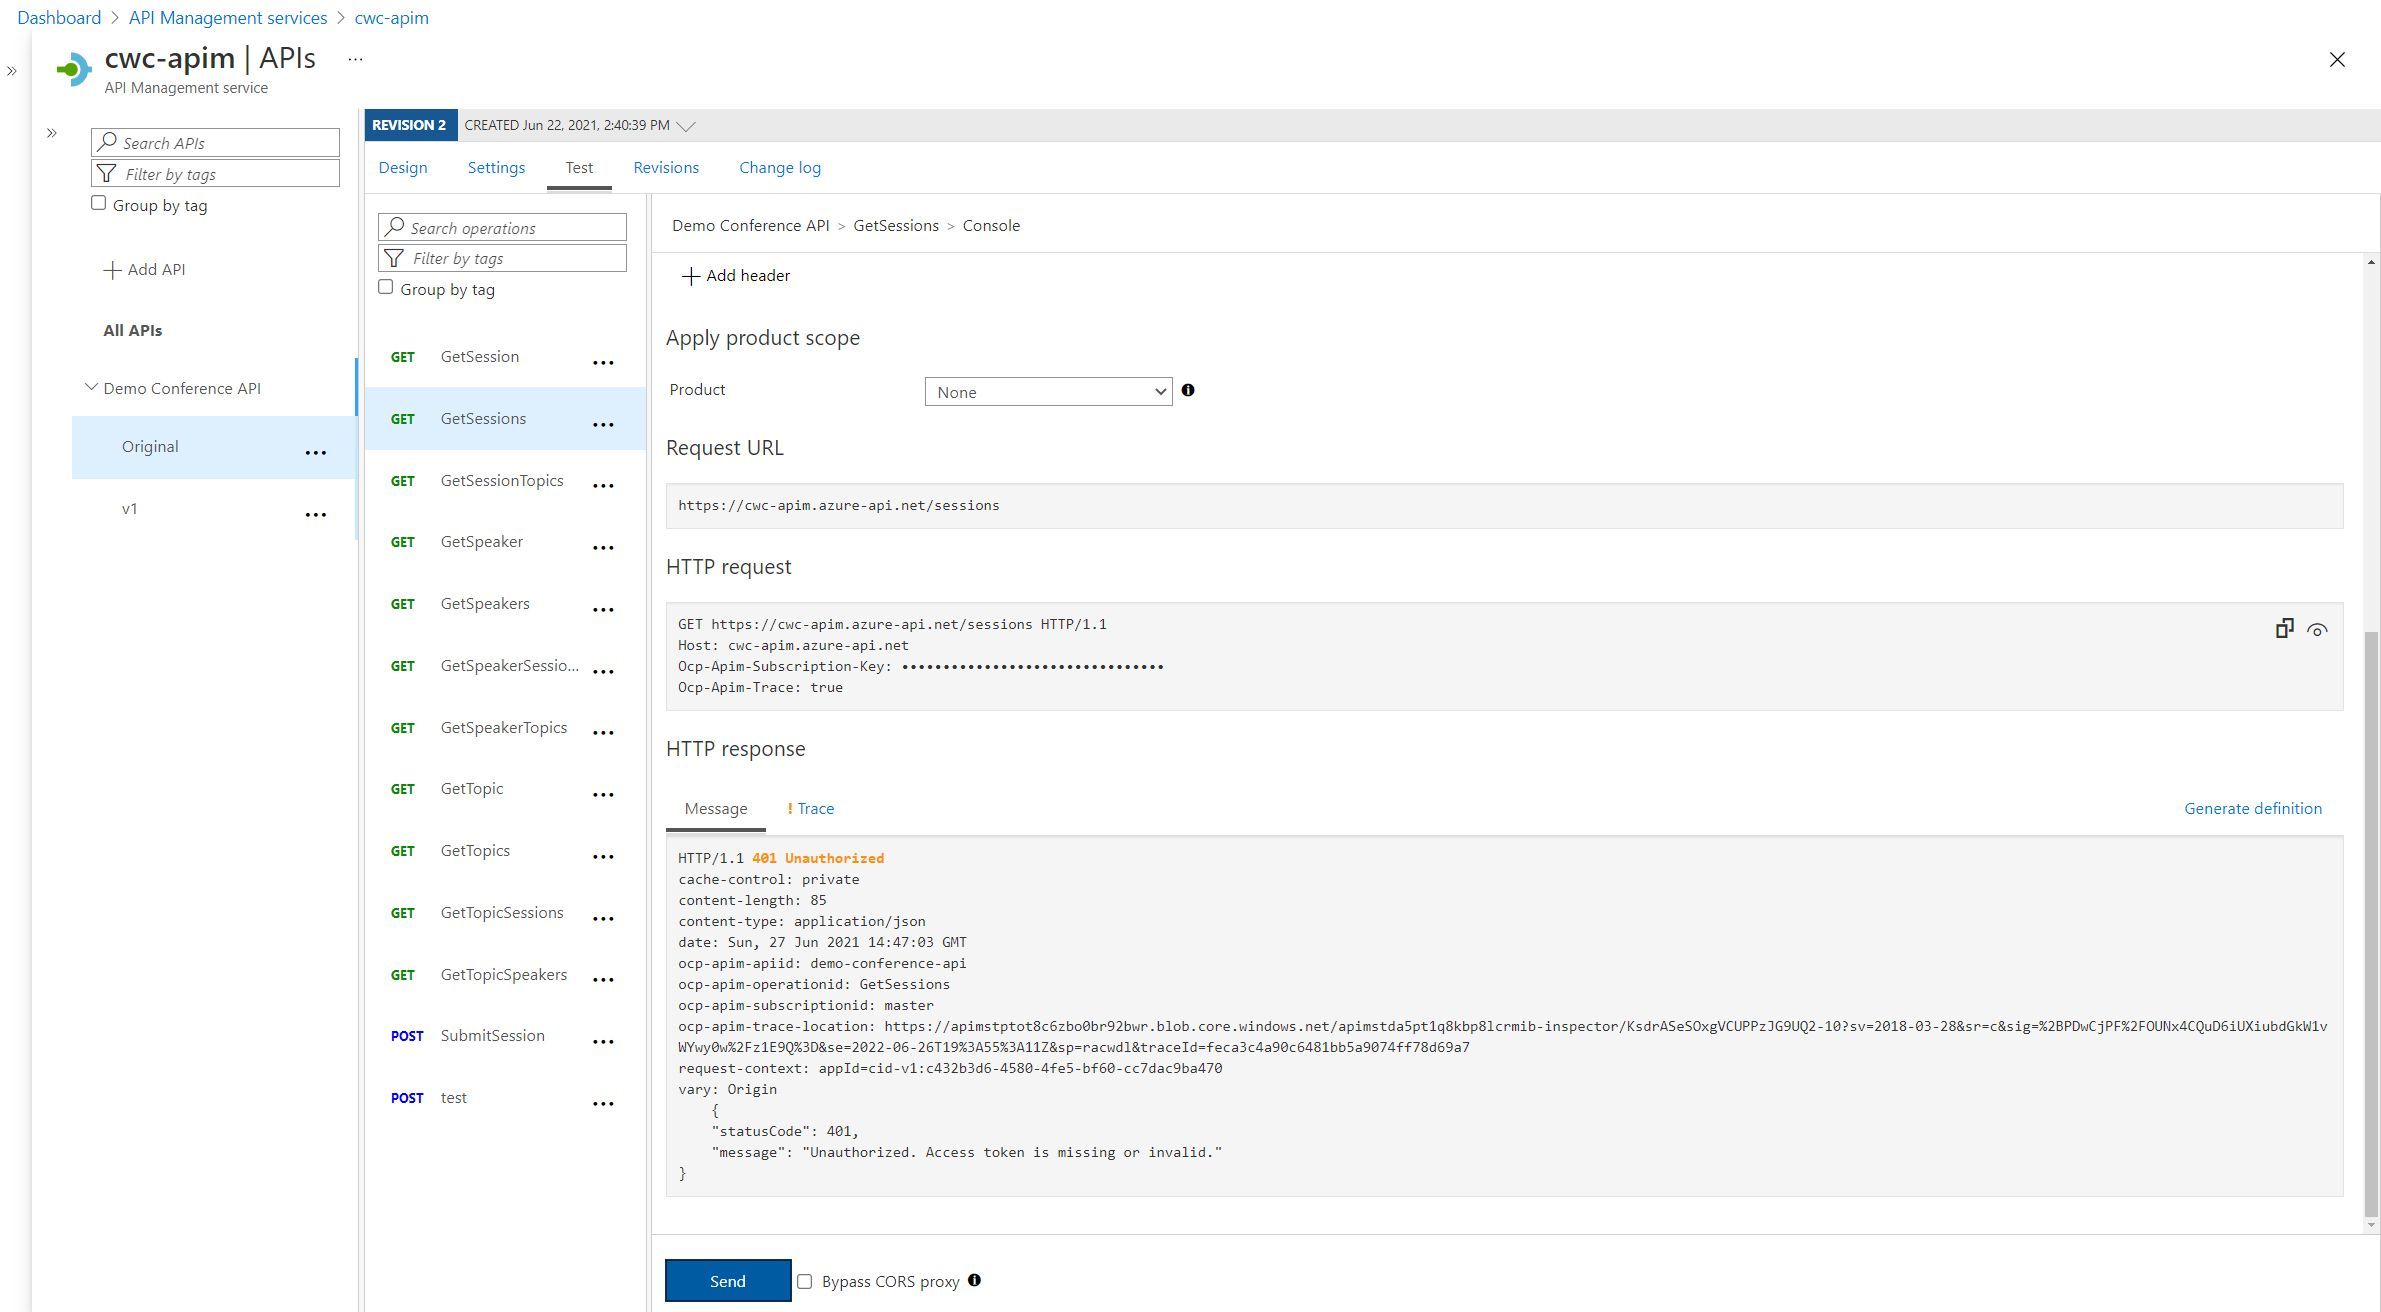 Dashboard > API Management services > cwc-apim
cwc-apim | APIs ...
API Management service
Search APIs
Filter by tags
Group by tag
+ Add API
All APIs
Demo Conference API
Original ...
v1 ...
REVISION 2 CREATED Jun 22, 2021, 2:40:39 PM
Design Settings Test Revisions Change log
Search operations
Filter by tags
Group by tag
GET GetSession ...
GET GetSessions ...
GET GetSessionTopics ...
GET GetSpeaker ...
GET GetSpeakers ...
GET GetSpeakerSessio... ...
GET GetSpeakerTopics ...
GET GetTopic ...
GET GetTopics ...
GET GetTopicSessions ...
GET GetTopicSpeakers ...
POST SubmitSession ...
POST test ...
Demo Conference API > GetSessions > Console
+ Add header
Apply product scope
Product None
Request URL
https://cwc-apim.azure-api.net/sessions
HTTP request
GET https://cwc-apim.azure-api.net/sessions HTTP/1.1
Host: cwc-apim.azure-api.net
Ocp-Apim-Subscription-Key: ••••••••••••••••••••••••••••••••
Ocp-Apim-Trace: true
HTTP response
Message ! Trace Generate definition
HTTP/1.1 401 Unauthorized
cache-control: private
content-length: 85
content-type: application/json
date: Sun, 27 Jun 2021 14:47:03 GMT
ocp-apim-apiid: demo-conference-api
ocp-apim-operationid: GetSessions
ocp-apim-subscriptionid: master
ocp-apim-trace-location: https://apimstptot8c6zbo0br92bwr.blob.core.windows.net/apimstda5pt1q8kbp8lcrmib-inspector/KsdrASeSOxgVCUPPzJG9UQ2-10?sv=2018-03-28&sr=c&sig=%2BPDwCjPF%2FOUNx4CQuD6iUXiubdGkW1v
WYwy0w%2Fz1E9Q%3D&se=2022-06-26T19%3A55%3A11Z&sp=racwdl&traceId=feca3c4a90c6481bb5a9074ff78d69a7
request-context: appId=cid-v1:c432b3d6-4580-4fe5-bf60-cc7dac9ba470
vary: Origin
{
"statusCode": 401,
"message": "Unauthorized. Access token is missing or invalid."
}
Send Bypass CORS proxy